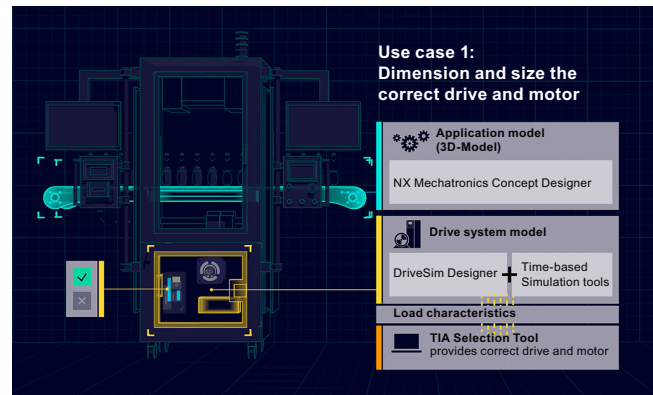 Use case 1:
Dimension and size the
correct drive and motor
Application model
(3D-Model)
NX Mechatronics Concept Designer
Drive system model
DriveSim Designer
+
Time-based
Simulation tools
Load characteristics
TIA Selection Tool
provides correct drive and motor